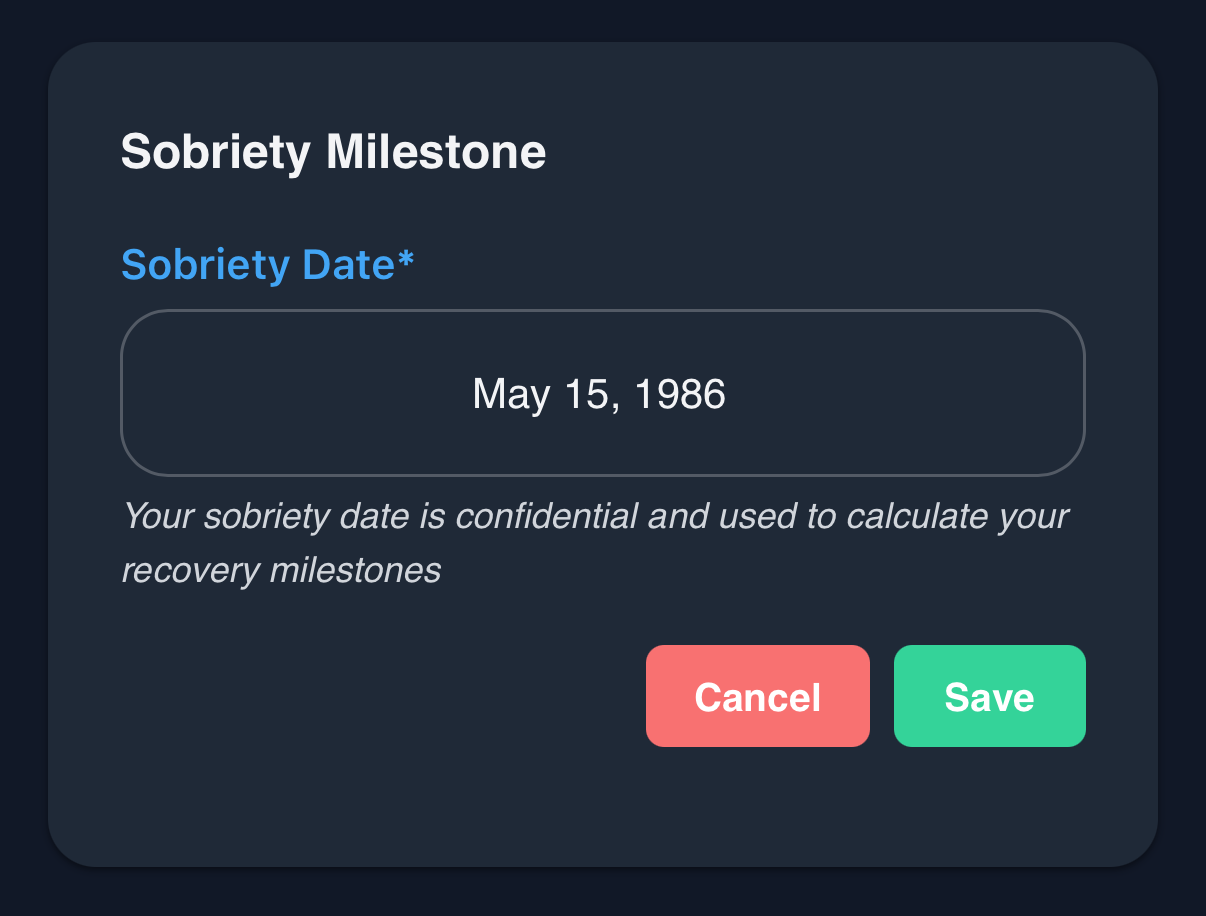 Sobriety Milestone
Sobriety Date*
May 15, 1986
Your sobriety date is confidential and used to calculate your
recovery milestones
Cancel
Save